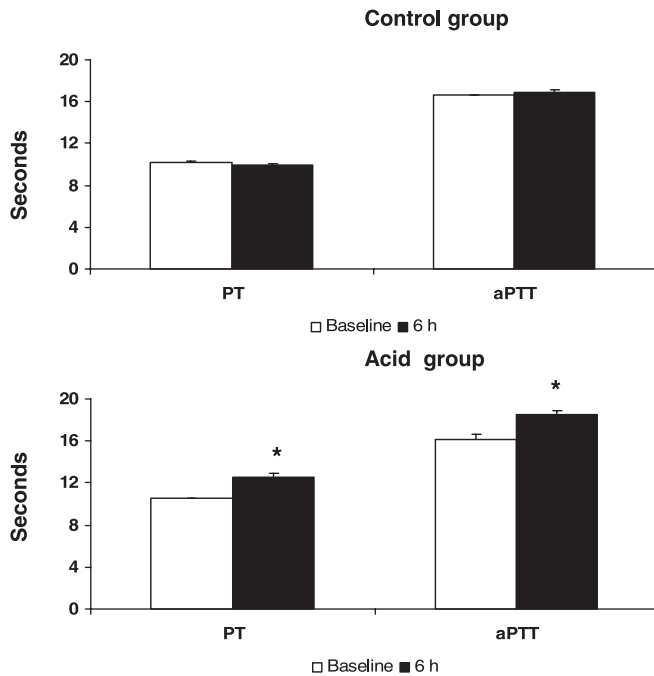 Control group
20
16
12
8
4
0
Seconds
PT aPTT
Baseline 6 h
Acid group
20
16
12
8
4
0
Seconds
*
*
PT aPTT
Baseline 6 h